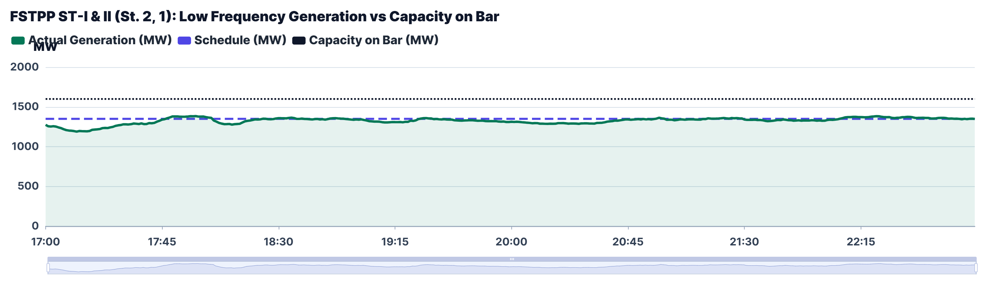 FSTPP ST-I & II (St. 2, 1): Low Frequency Generation vs Capacity on Bar
Actual Generation (MW) Schedule (MW) Capacity on Bar (MW)
MW
2000
1500
1000
500
0
17:00 17:45 18:30 19:15 20:00 20:45 21:30 22:15